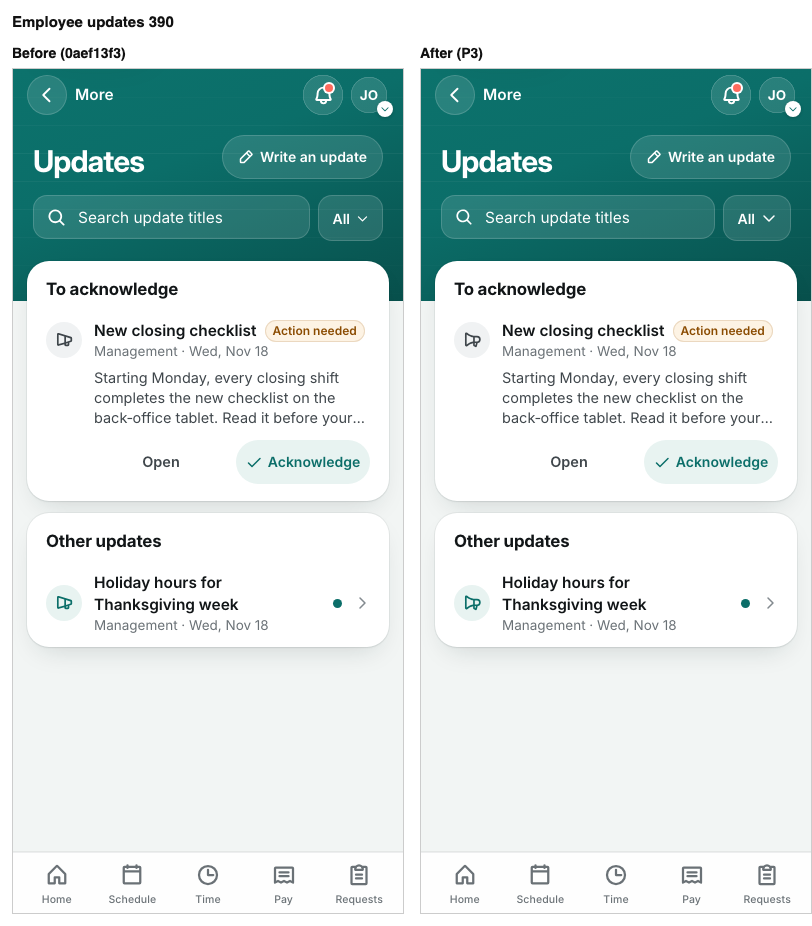 Employee updates 390
Before (0aef13f3)
More
JO
Updates
Write an update
Search update titles
All
To acknowledge
New closing checklist
Action needed
Management · Wed, Nov 18
Starting Monday, every closing shift
completes the new checklist on the
back-office tablet. Read it before your...
Open
Acknowledge
Other updates
Holiday hours for
Thanksgiving week
Management · Wed, Nov 18
Home
Schedule
Time
Pay
Requests
After (P3)
More
JO
Updates
Write an update
Search update titles
All
To acknowledge
New closing checklist
Action needed
Management · Wed, Nov 18
Starting Monday, every closing shift
completes the new checklist on the
back-office tablet. Read it before your...
Open
Acknowledge
Other updates
Holiday hours for
Thanksgiving week
Management · Wed, Nov 18
Home
Schedule
Time
Pay
Requests